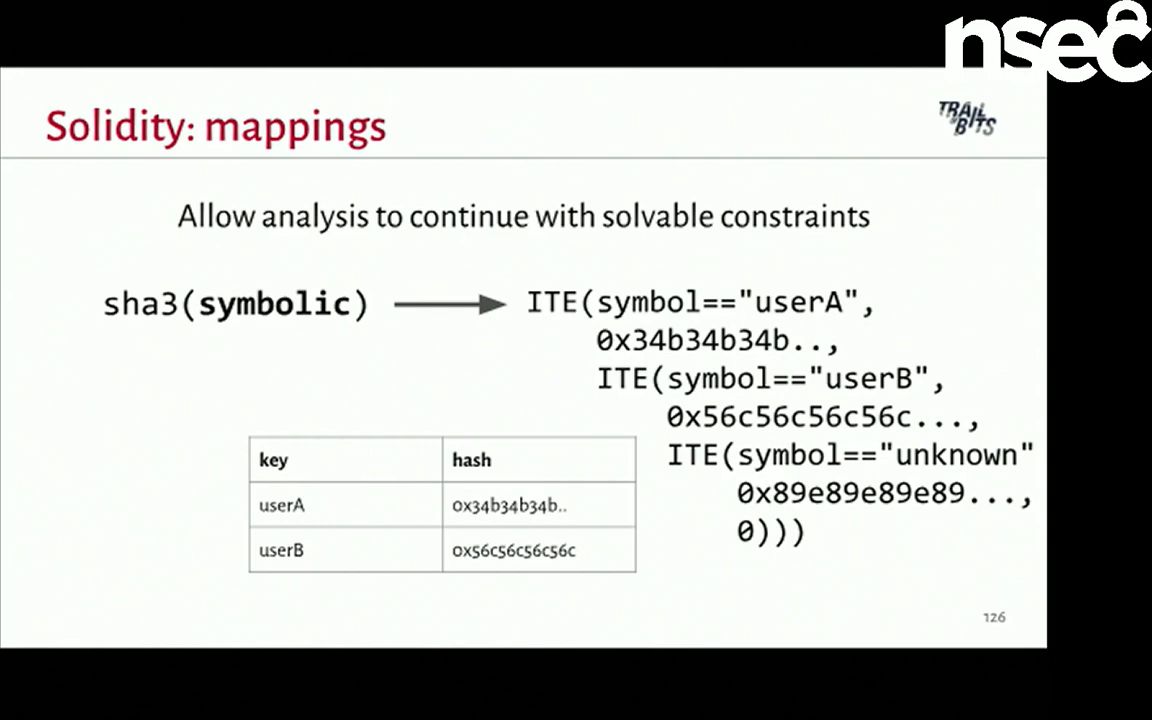 nsec
Solidity: mappings
TRAIL
OF BITS
Allow analysis to continue with solvable constraints
sha3(symbolic)
ITE(symbol=="userA",
0x34b34b34b..,
ITE(symbol=="userB",
0x56c56c56c56c...,
ITE(symbol=="unknown"
0x89e89e89e89...,
0)))
key hash
userA 0x34b34b34b..
userB 0x56c56c56c56c
126